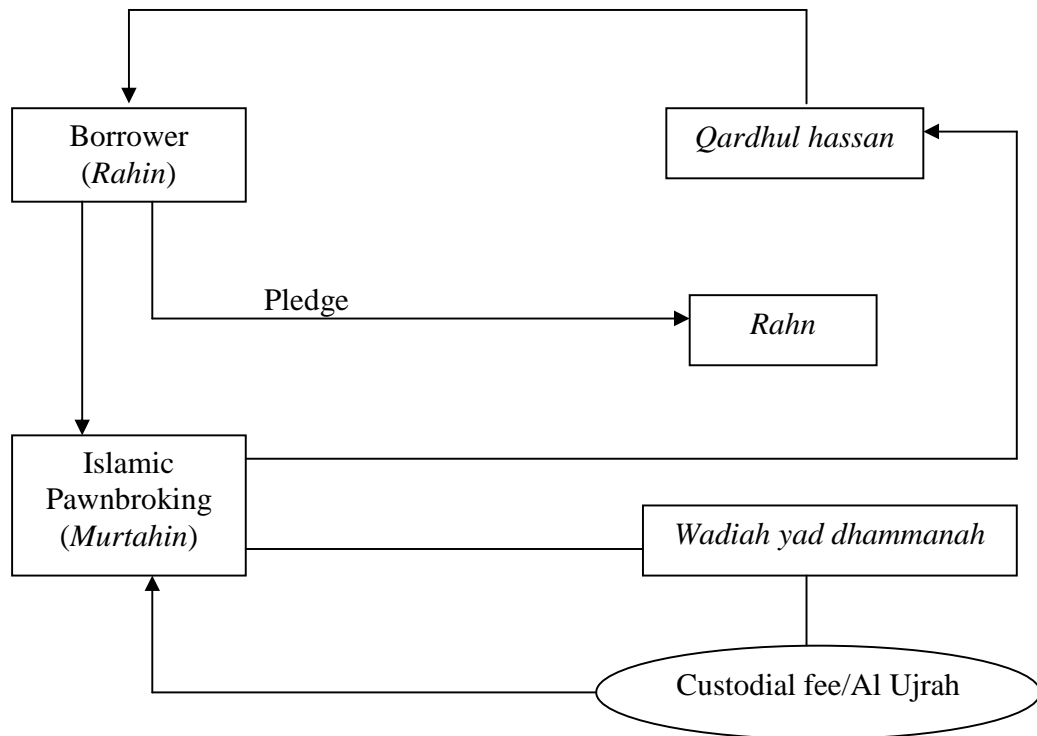 Borrower
(Rahin)
Qardhul hassan
Pledge
Rahn
Islamic
Pawnbroking
(Murtahin)
Wadiah yad dhammanah
Custodial fee/Al Ujrah